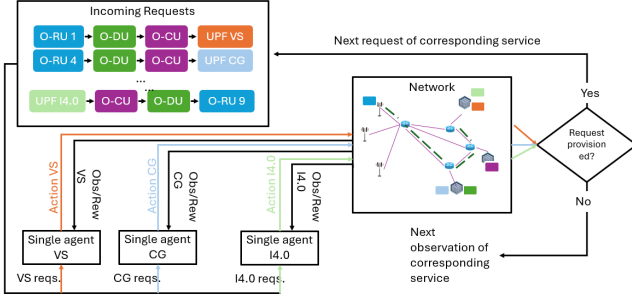 Incoming Requests
O-RU 1 O-DU O-CU UPF VS
O-RU 4 O-DU O-CU UPF CG
...
...
UPF I4.0 O-CU O-DU O-RU 9
Next request of corresponding service
Network
Yes
Request
provision
ed?
No
Next
observation of
corresponding
service
Action VS
Obs/Rew
VS
Action CG
Obs/Rew
CG
Action I4.0
Obs/Rew
I4.0
Single agent
VS
Single agent
CG
Single agent
I4.0
VS reqs.
CG reqs.
I4.0 reqs.